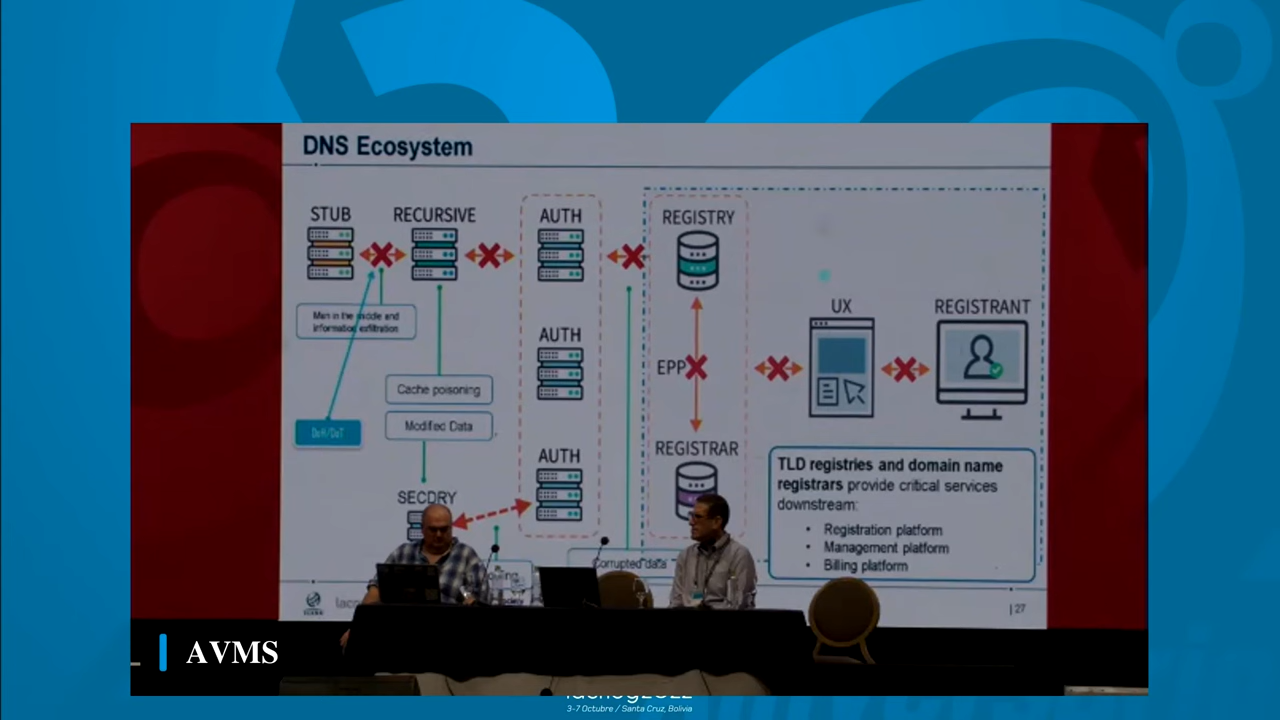 DNS Ecosystem
STUB
RECURSIVE
AUTH
REGISTRY
UX
REGISTRANT
Man in the middle and
information exfiltration
AUTH
EPP
Cache poisoning
Modified Data
DoH/DoT
AUTH
REGISTRAR
SECDRY
TLD registries and domain name
registrars provide critical services
downstream:
• Registration platform
• Management platform
• Billing platform
Corrupted data
| 27
AVMS
3-7 Octubre / Santa Cruz, Bolivia